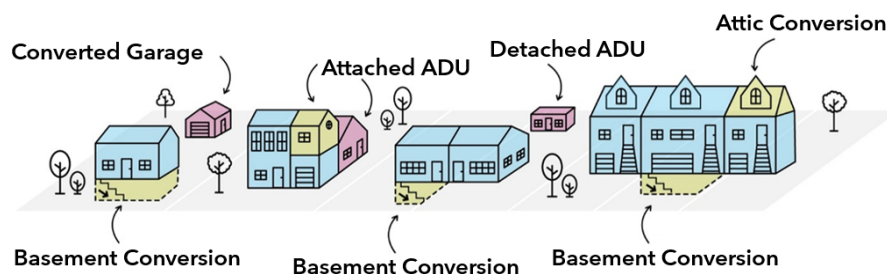 Attic Conversion
Converted Garage
Detached ADU
Attached ADU
Basement Conversion
Basement Conversion
Basement Conversion